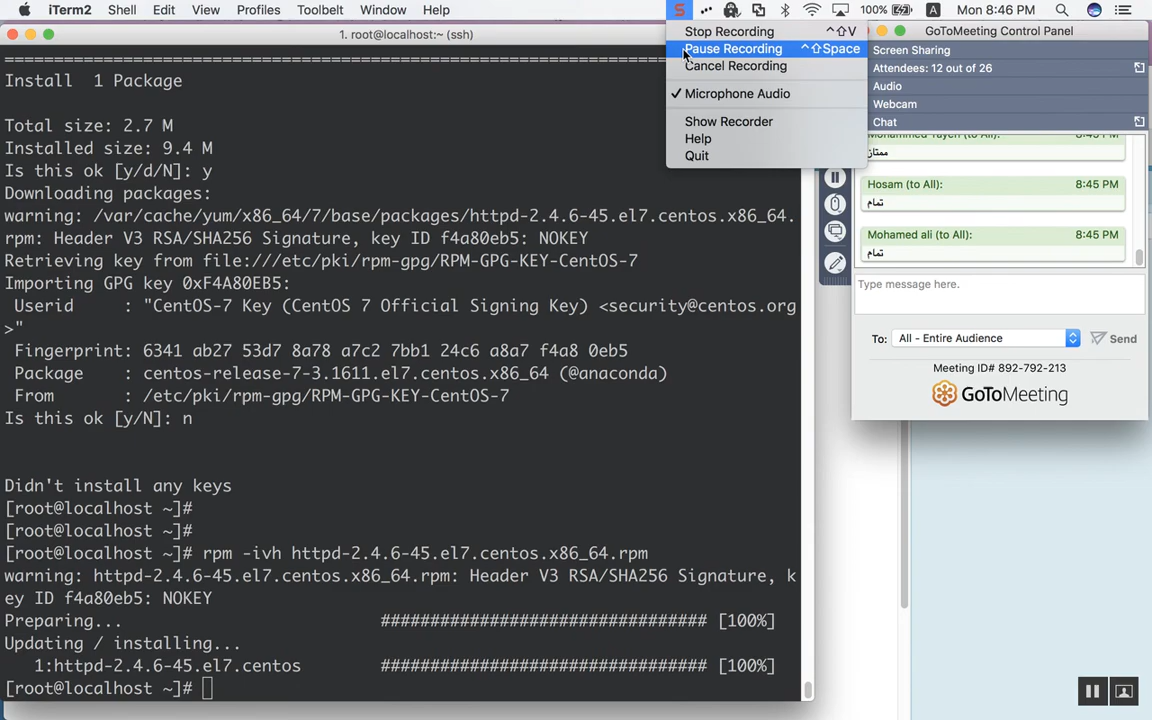 iTerm2 Shell Edit View Profiles Toolbelt Window Help
100% A Mon 8:46 PM
1. root@localhost:~ (ssh)
Install 1 Package
Total size: 2.7 M
Installed size: 9.4 M
Is this ok [y/d/N]: y
Downloading packages:
warning: /var/cache/yum/x86_64/7/base/packages/httpd-2.4.6-45.el7.centos.x86_64.
rpm: Header V3 RSA/SHA256 Signature, key ID f4a80eb5: NOKEY
Retrieving key from file:///etc/pki/rpm-gpg/RPM-GPG-KEY-CentOS-7
Importing GPG key 0xF4A80EB5:
Userid : "CentOS-7 Key (CentOS 7 Official Signing Key) <security@centos.org
>"
Fingerprint: 6341 ab27 53d7 8a78 a7c2 7bb1 24c6 a8a7 f4a8 0eb5
Package : centos-release-7-3.1611.el7.centos.x86_64 (@anaconda)
From : /etc/pki/rpm-gpg/RPM-GPG-KEY-CentOS-7
Is this ok [y/N]: n
Didn't install any keys
[root@localhost ~]#
[root@localhost ~]#
[root@localhost ~]# rpm -ivh httpd-2.4.6-45.el7.centos.x86_64.rpm
warning: httpd-2.4.6-45.el7.centos.x86_64.rpm: Header V3 RSA/SHA256 Signature, k
ey ID f4a80eb5: NOKEY
Preparing... ################################# [100%]
Updating / installing...
1:httpd-2.4.6-45.el7.centos ################################# [100%]
[root@localhost ~]#
Stop Recording ^⇧V
Pause Recording ^⇧Space
Cancel Recording
✓ Microphone Audio
Show Recorder
Help
Quit
GoToMeeting Control Panel
Screen Sharing
Attendees: 12 out of 26
Audio
Webcam
Chat
ممتاز
Hosam (to All): 8:45 PM
تمام
Mohamed ali (to All): 8:45 PM
تمام
Type message here.
To: All - Entire Audience Send
Meeting ID# 892-792-213
GoToMeeting